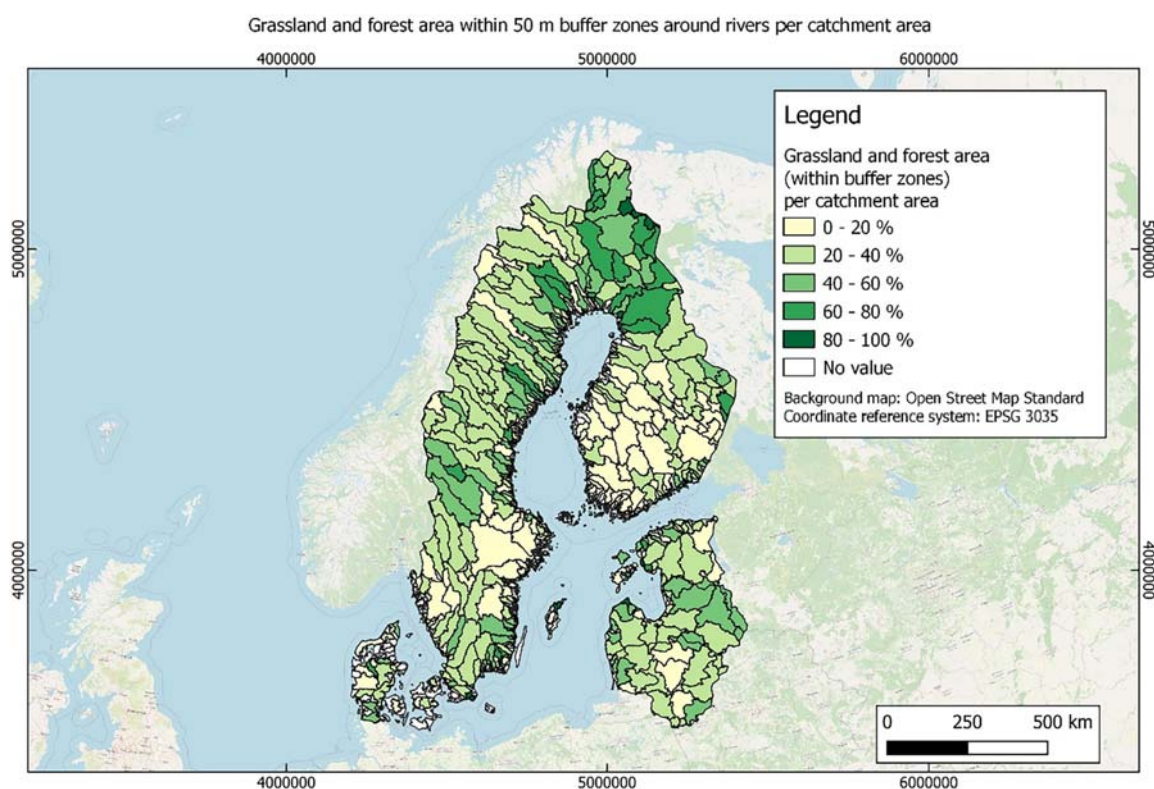 Grassland and forest area within 50 m buffer zones around rivers per catchment area
4000000 5000000 6000000
5000000 5000000
4000000 4000000
Legend
Grassland and forest area
(within buffer zones)
per catchment area
0 - 20 %
20 - 40 %
40 - 60 %
60 - 80 %
80 - 100 %
No value
Background map: Open Street Map Standard
Coordinate reference system: EPSG 3035
0 250 500 km
4000000 5000000 6000000